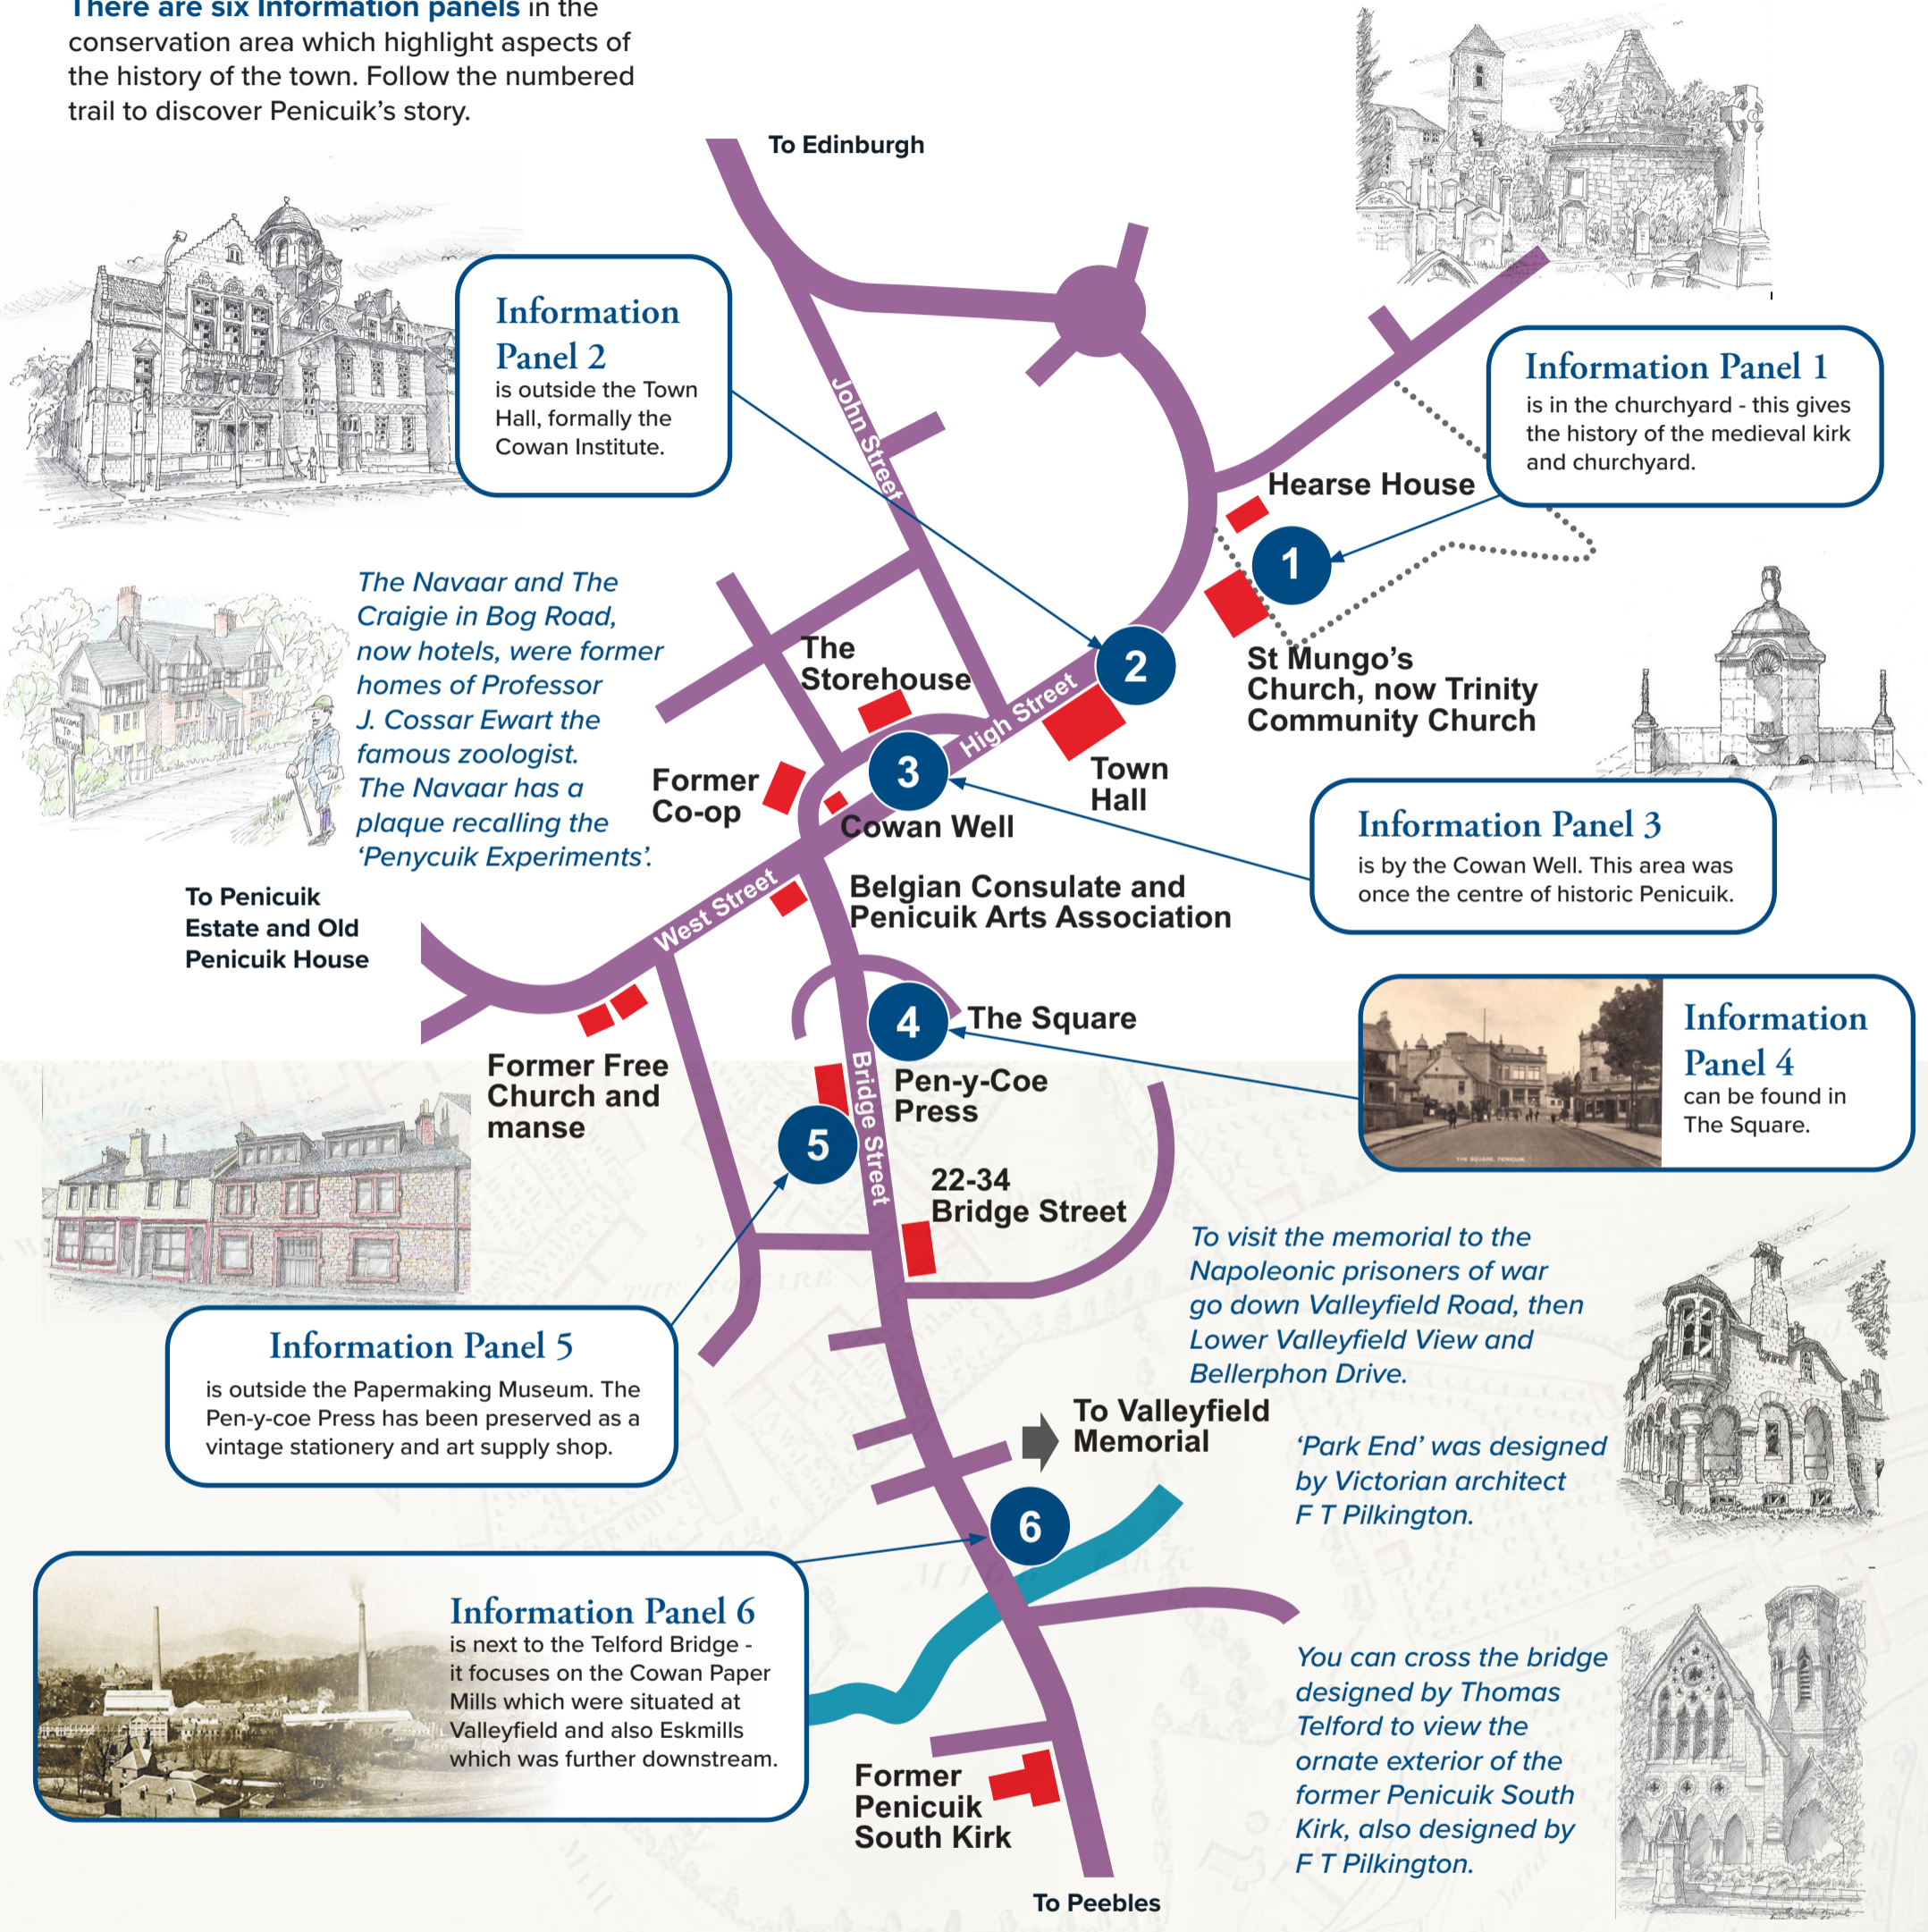 There are six Information panels in the
conservation area which highlight aspects of
the history of the town. Follow the numbered
trail to discover Penicuik's story.
To Edinburgh
Information
Panel 2
is outside the Town
Hall, formally the
Cowan Institute.
John Street
Information Panel 1
is in the churchyard - this gives
the history of the medieval kirk
and churchyard.
Hearse House
1
The Navaar and The
Craigie in Bog Road,
now hotels, were former
homes of Professor
J. Cossar Ewart the
famous zoologist.
The Navaar has a
plaque recalling the
'Penycuik Experiments'.
WELCOME
TO
PENICUIK
The
Storehouse
2
St Mungo's
Church, now Trinity
Community Church
High Street
3
Former
Co-op
Town
Hall
Cowan Well
Information Panel 3
is by the Cowan Well. This area was
once the centre of historic Penicuik.
To Penicuik
Estate and Old
Penicuik House
West Street
Belgian Consulate and
Penicuik Arts Association
4
The Square
Information
Panel 4
can be found in
The Square.
THE SQUARE, PENICUIK.
Former Free
Church and
manse
Bridge Street
Pen-y-Coe
Press
5
22-34
Bridge Street
To visit the memorial to the
Napoleonic prisoners of war
go down Valleyfield Road, then
Lower Valleyfield View and
Bellerphon Drive.
Information Panel 5
is outside the Papermaking Museum. The
Pen-y-coe Press has been preserved as a
vintage stationery and art supply shop.
To Valleyfield
Memorial
'Park End' was designed
by Victorian architect
F T Pilkington.
6
Information Panel 6
is next to the Telford Bridge -
it focuses on the Cowan Paper
Mills which were situated at
Valleyfield and also Eskmills
which was further downstream.
You can cross the bridge
designed by Thomas
Telford to view the
ornate exterior of the
former Penicuik South
Kirk, also designed by
F T Pilkington.
Former
Penicuik
South Kirk
To Peebles